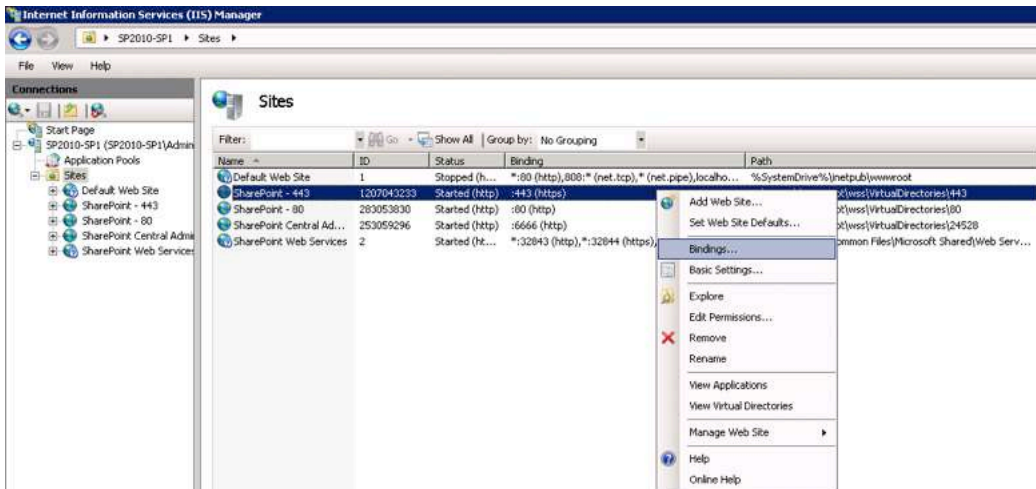 Internet Information Services (IIS) Manager
SP2010-SP1 Sites
File View Help
Connections
Start Page
SP2010-SP1 (SP2010-SP1\Admin
Application Pools
Sites
Default Web Site
SharePoint - 443
SharePoint - 80
SharePoint Central Admi
SharePoint Web Services
Sites
Filter: Go Show All Group by: No Grouping
Name ID Status Binding Path
Default Web Site 1 Stopped (h... *:80 (http),808:* (net.tcp),* (net.pipe),localho... %SystemDrive%\inetpub\wwwroot
SharePoint - 443 1207043233 Started (http) :443 (https) ot\wss\VirtualDirectories\443
SharePoint - 80 283053830 Started (http) :80 (http) ot\wss\VirtualDirectories\80
SharePoint Central Ad... 253059296 Started (http) :6666 (http) ot\wss\VirtualDirectories\24528
SharePoint Web Services 2 Started (ht... *:32843 (http),*:32844 (https), ommon Files\Microsoft Shared\Web Serv...
Add Web Site...
Set Web Site Defaults...
Bindings...
Basic Settings...
Explore
Edit Permissions...
Remove
Rename
View Applications
View Virtual Directories
Manage Web Site
Help
Online Help